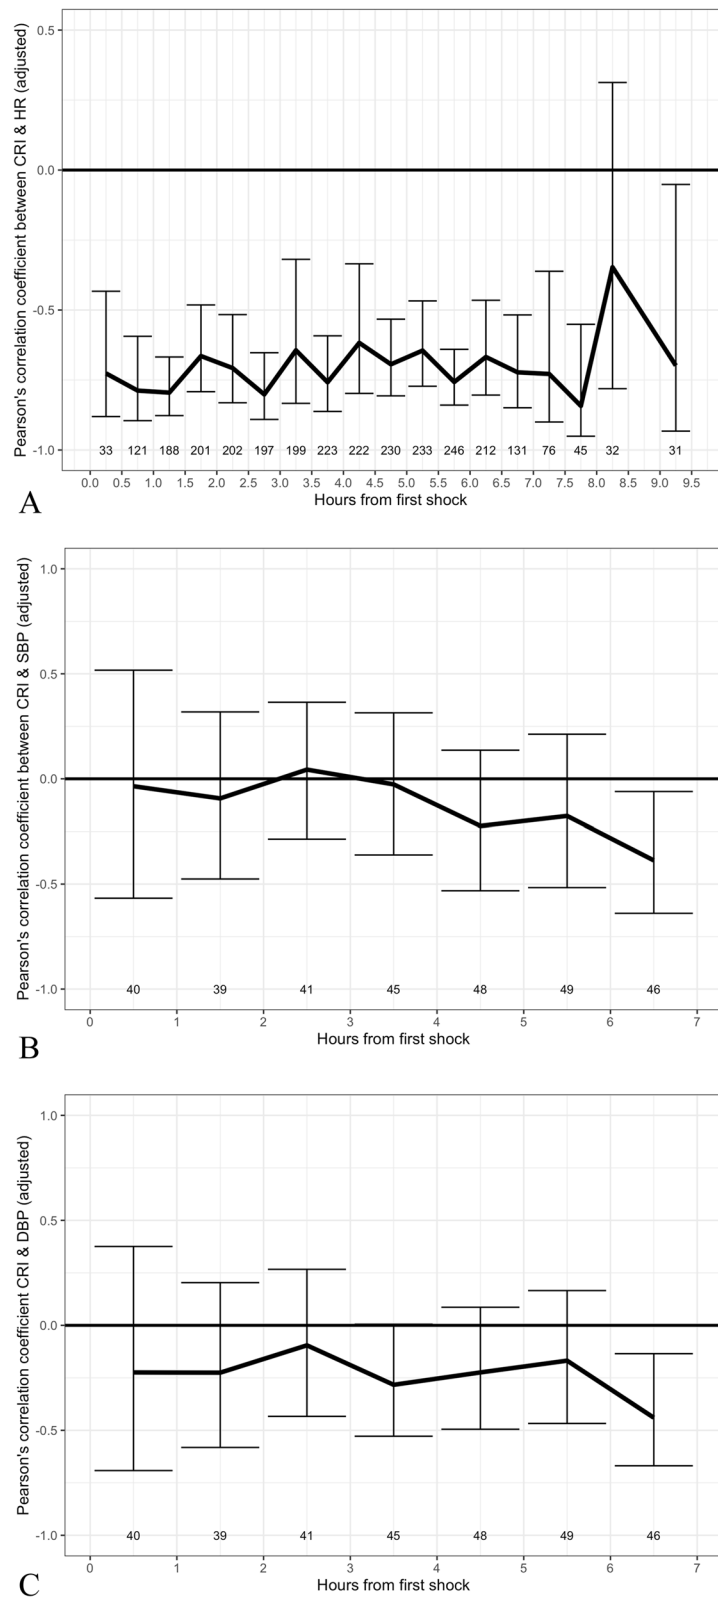 Pearson's correlation coefficient between CRI & HR (adjusted)
0.5
0.0
-0.5
-1.0
33 121 188 201 202 197 199 223 222 230 233 246 212 131 76 45 32 31
0.0 0.5 1.0 1.5 2.0 2.5 3.0 3.5 4.0 4.5 5.0 5.5 6.0 6.5 7.0 7.5 8.0 8.5 9.0 9.5
Hours from first shock
A
Pearson's correlation coefficient between CRI & SBP (adjusted)
1.0
0.5
0.0
-0.5
-1.0
40 39 41 45 48 49 46
0 1 2 3 4 5 6 7
Hours from first shock
B
Pearson's correlation coefficient CRI & DBP (adjusted)
1.0
0.5
0.0
-0.5
-1.0
40 39 41 45 48 49 46
0 1 2 3 4 5 6 7
Hours from first shock
C